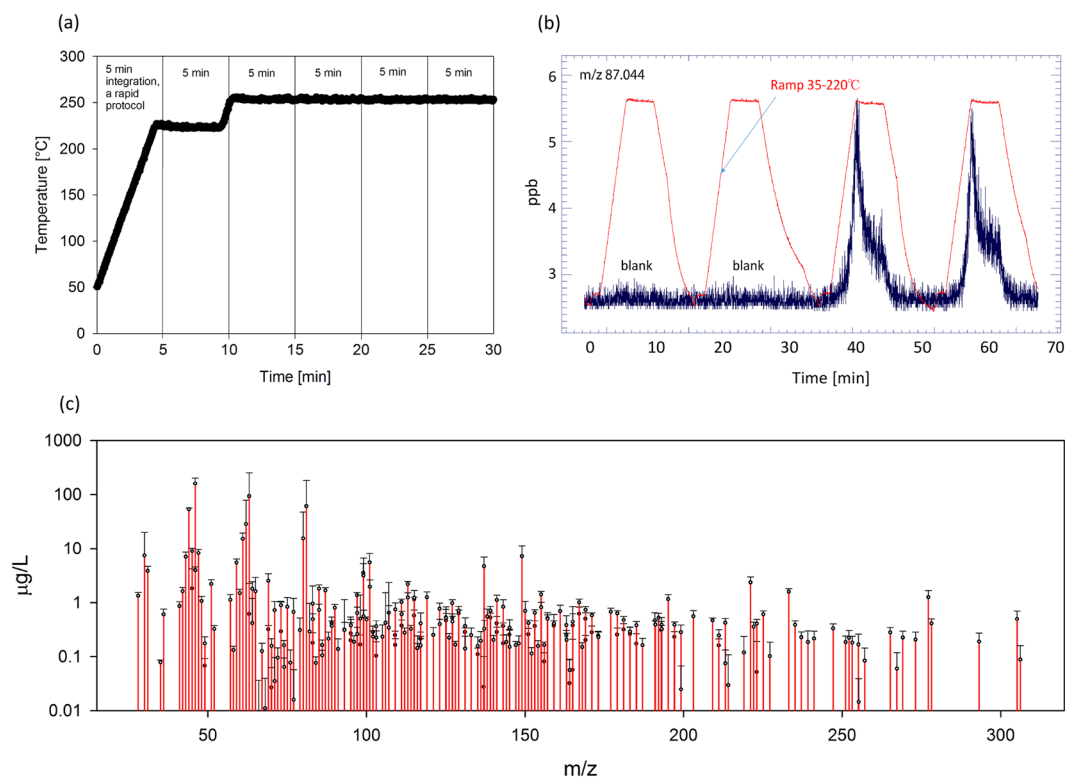 (a)
300
250
200
150
100
50
0
Temperature [°C]
5 min
integration,
a rapid
protocol
5 min
5 min
5 min
5 min
5 min
0
5
10
15
20
25
30
Time [min]
(b)
6
5
3
2
ppb
m/z 87.044
Ramp 35-220℃
blank
blank
0
10
20
30
40
50
60
70
Time [min]
(c)
1000
100
10
1
0.1
0.01
µg/L
50
100
150
200
250
300
m/z